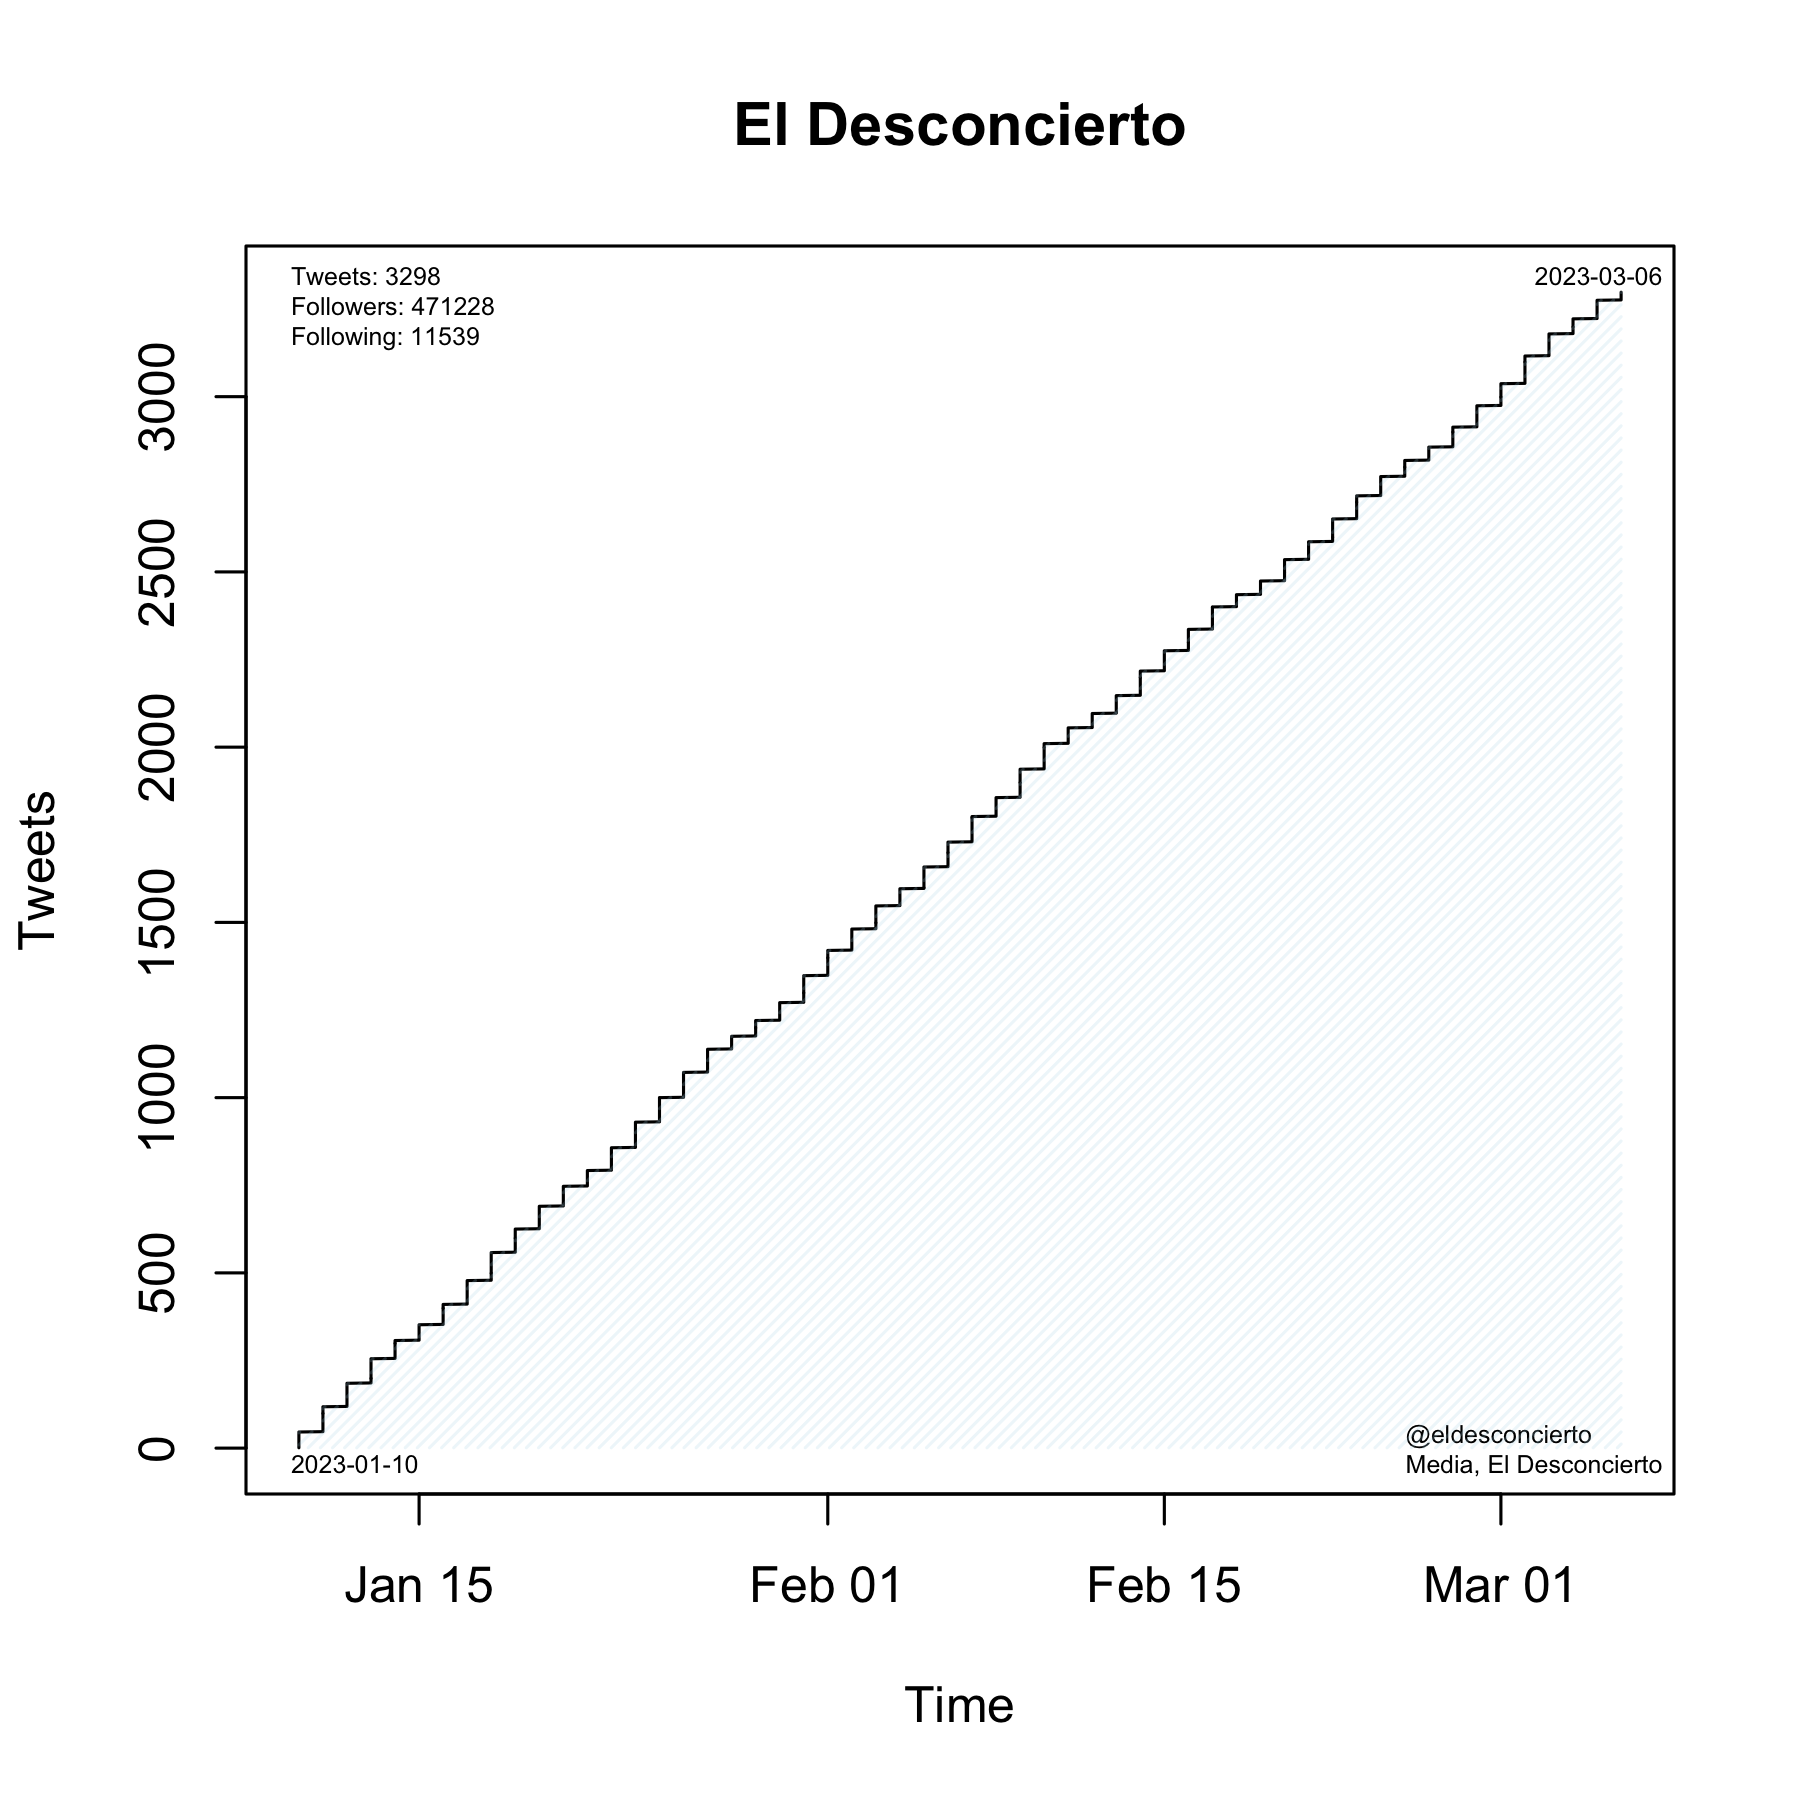 El Desconcierto
Tweets: 3298
Followers: 471228
Following: 11539
2023-03-06
3000
2500
2000
1500
1000
500
0
Tweets
2023-01-10
@eldesconcierto
Media, El Desconcierto
Jan 15
Feb 01
Feb 15
Mar 01
Time